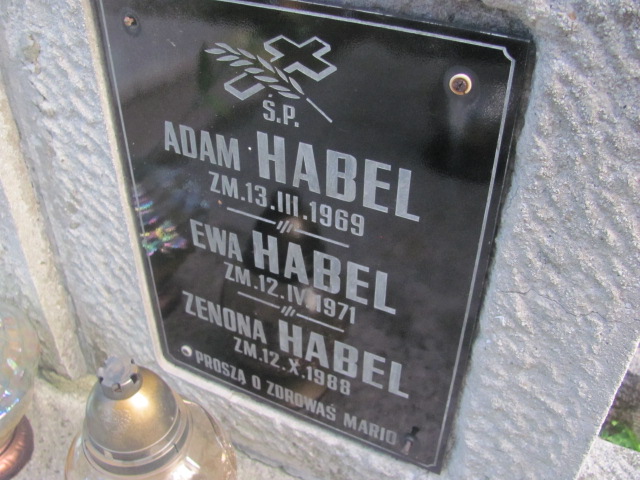 Ś.P.
ADAM HABEL
ZM.13.III.1969
EWA HABEL
ZM.12.IV.1971
ZENONA HABEL
ZM.12.X.1988
PROSZĄ O ZDROWAŚ MARIO